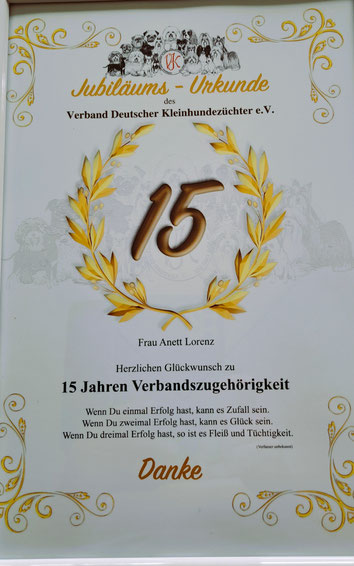 Jubiläums - Urkunde
des
Verband Deutscher Kleinhundezüchter e.V.
15
Frau Anett Lorenz
Herzlichen Glückwunsch zu
15 Jahren Verbandszugehörigkeit
Wenn Du einmal Erfolg hast, kann es Zufall sein.
Wenn Du zweimal Erfolg hast, kann es Glück sein.
Wenn Du dreimal Erfolg hast, so ist es Fleiß und Tüchtigkeit.
(Verfasser unbekannt)
Danke